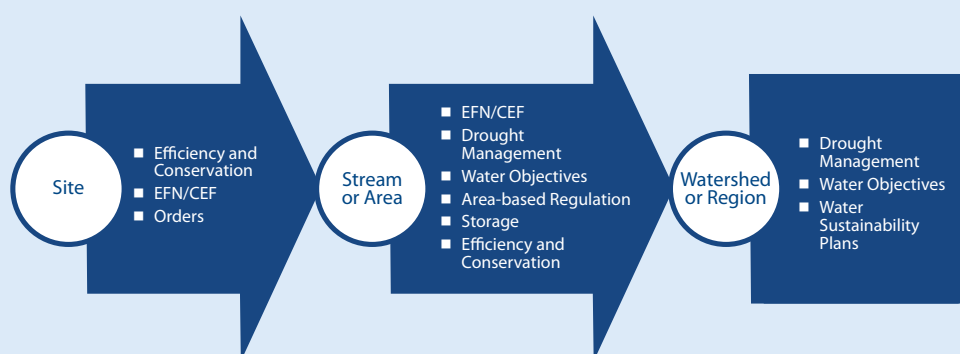 Site
■ Efficiency and
Conservation
■ EFN/CEF
■ Orders
Stream
or Area
■ EFN/CEF
■ Drought
Management
■ Water Objectives
■ Area-based Regulation
■ Storage
■ Efficiency and
Conservation
Watershed
or Region
■ Drought
Management
■ Water Objectives
■ Water
Sustainability
Plans